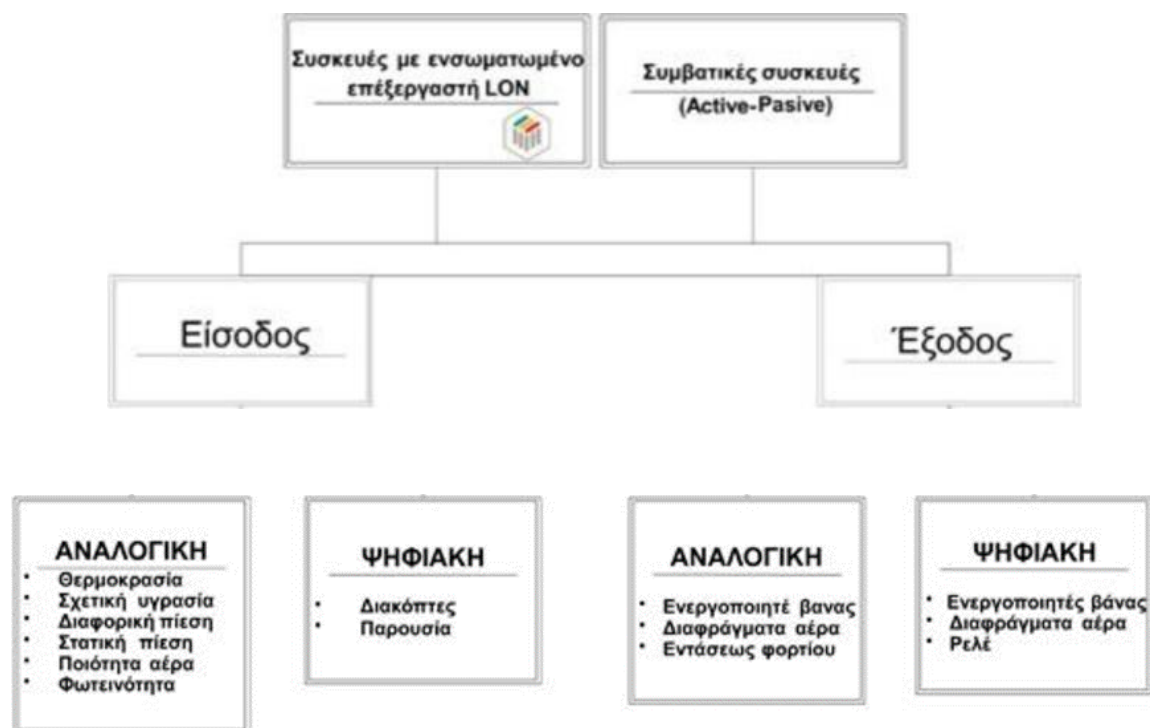 Συσκευές με ενσωματωμένο
επέξεργαστή LON
Συμβατικές συσκευές
(Active-Pasive)
Είσοδος
Έξοδος
ΑΝΑΛΟΓΙΚΗ
• Θερμοκρασία
• Σχετική υγρασία
• Διαφορική πίεση
• Στατική πίεση
• Ποιότητα αέρα
• Φωτεινότητα
ΨΗΦΙΑΚΗ
• Διακόπτες
• Παρουσία
ΑΝΑΛΟΓΙΚΗ
• Ενεργοποιητέ βανας
• Διαφράγματα αέρα
• Εντάσεως φορτίου
ΨΗΦΙΑΚΗ
• Ενεργοποιητές βάνας
• Διαφράγματα αέρα
• Ρελέ